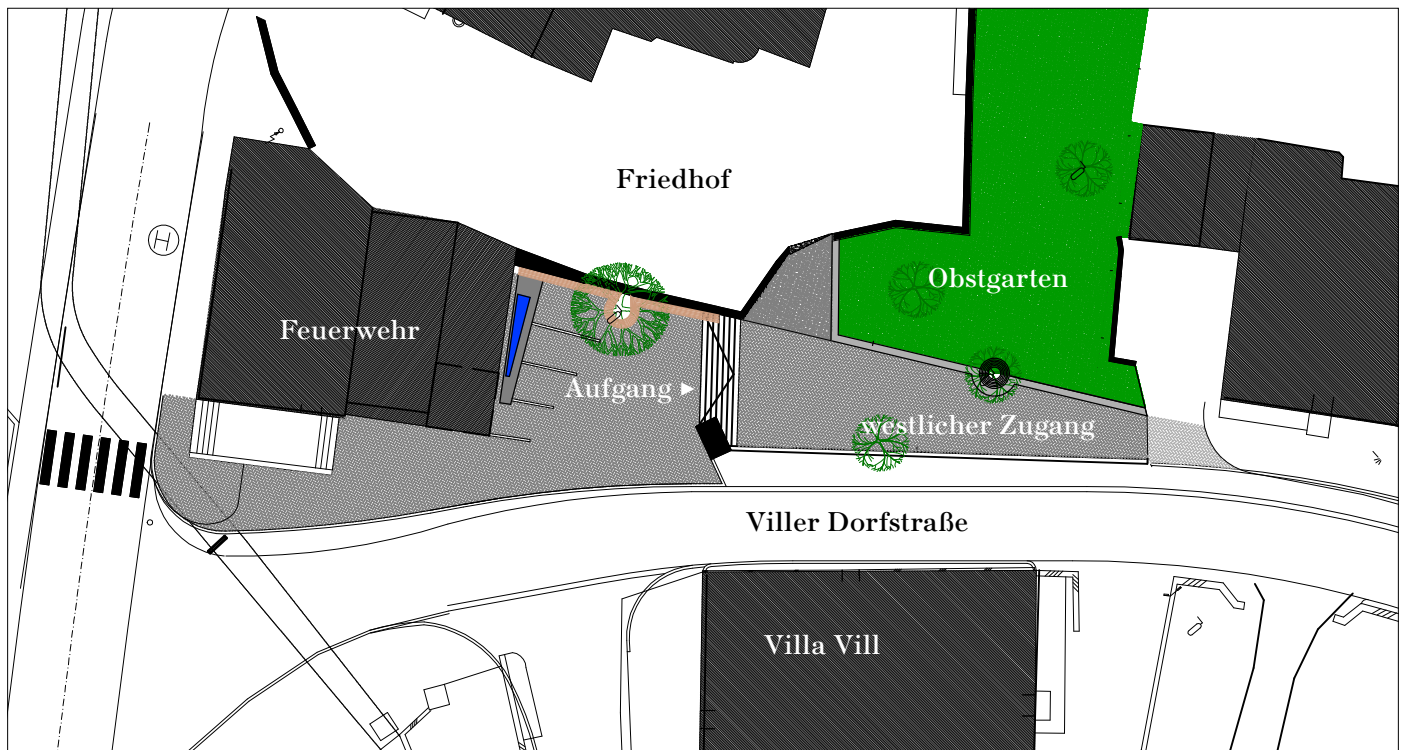 Friedhof
H
Obstgarten
Feuerwehr
Aufgang ▸
westlicher Zugang
Viller Dorfstraße
Villa Vill